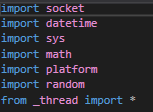 import socket
import datetime
import sys
import math
import platform
import random
from _thread import *